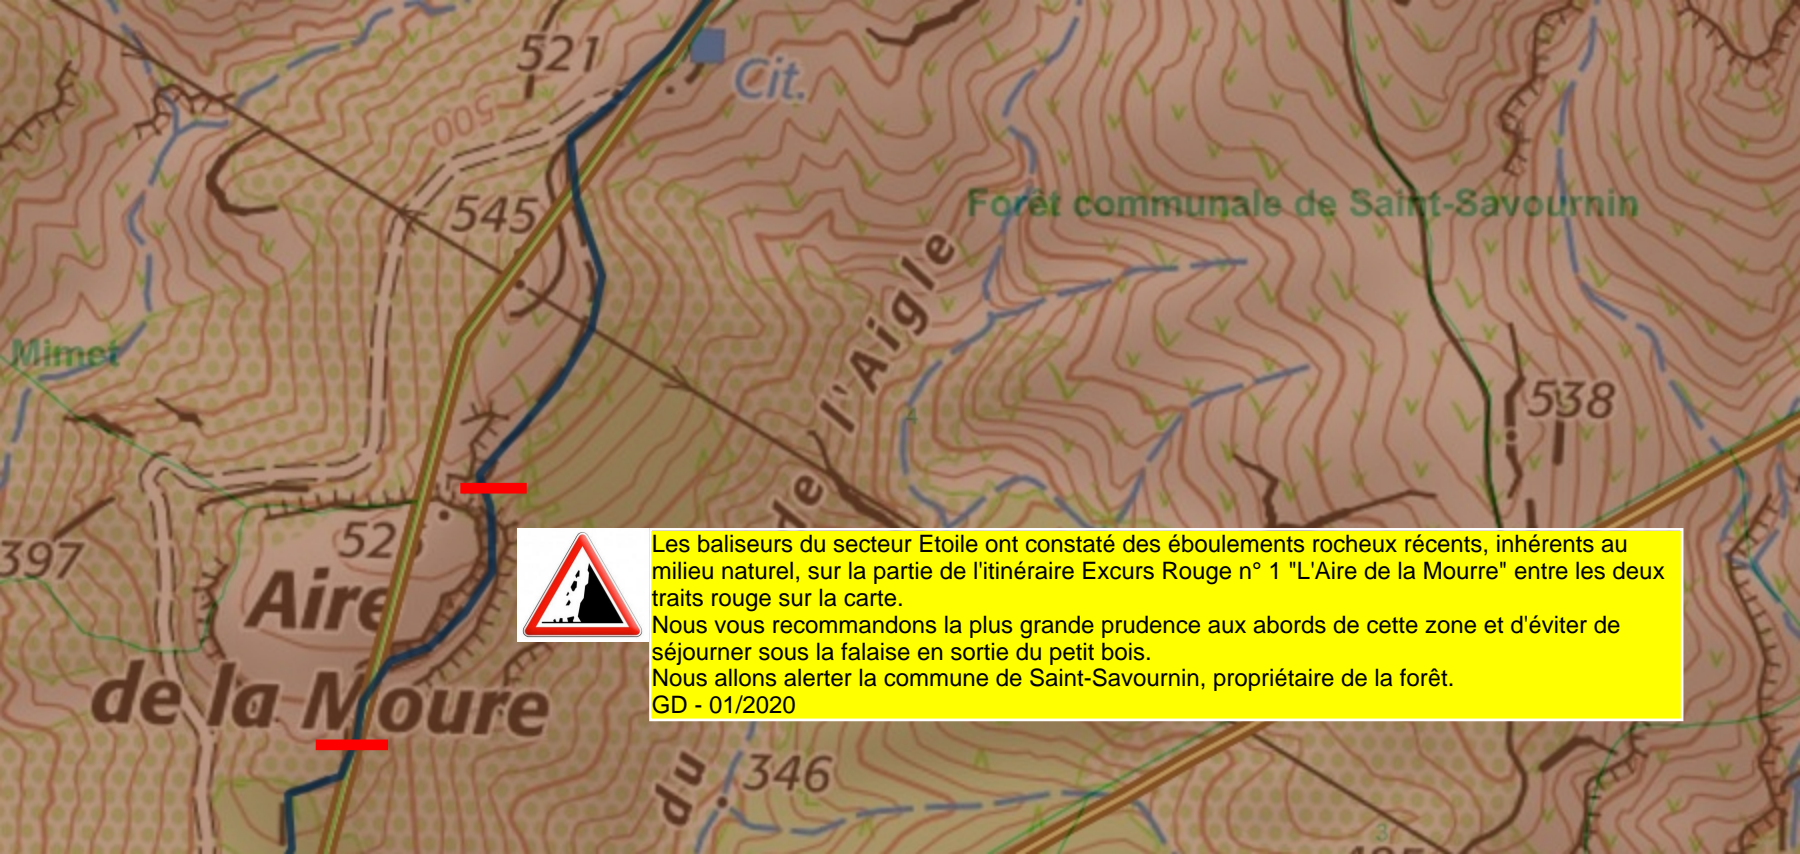 521
Cit.
500
545
Forêt communale de Saint-Savournin
de l'Aigle
Mimet
4
538
397
Aire
de la Moure
Les baliseurs du secteur Etoile ont constaté des éboulements rocheux récents, inhérents au
milieu naturel, sur la partie de l'itinéraire Excurs Rouge n° 1 "L'Aire de la Mourre" entre les deux
traits rouge sur la carte.
Nous vous recommandons la plus grande prudence aux abords de cette zone et d'éviter de
séjourner sous la falaise en sortie du petit bois.
Nous allons alerter la commune de Saint-Savournin, propriétaire de la forêt.
GD - 01/2020
du
346
3